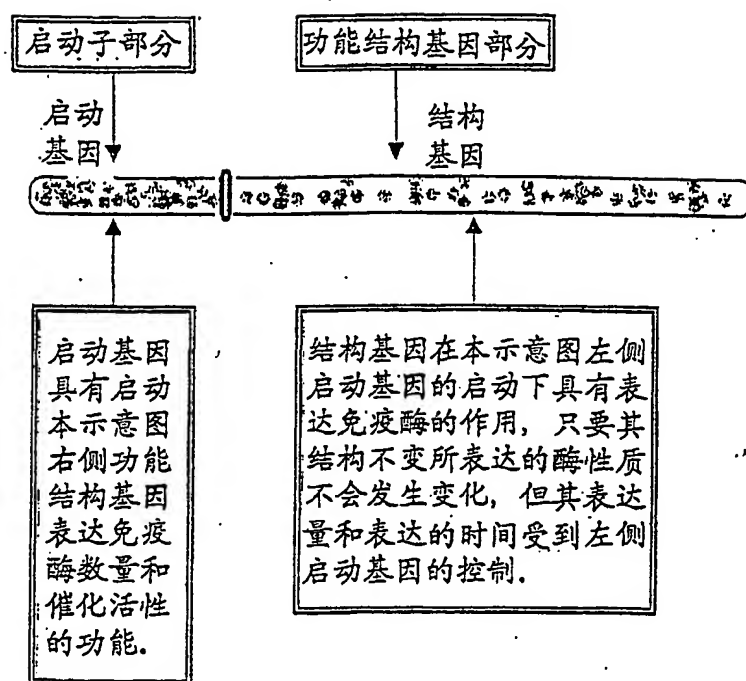 启动子部分
功能结构基因部分
启动
基因
结构
基因
启动基因
具有启动
本示意图
右侧功能
结构基因
表达免疫
酶数量和
催化活性
的功能.
结构基因在本示意图左侧
启动基因的启动下具有表
达免疫酶的作用，只要其
结构不变所表达的酶性质
不会发生变化，但其表达
量和表达的时间受到左侧
启动基因的控制.